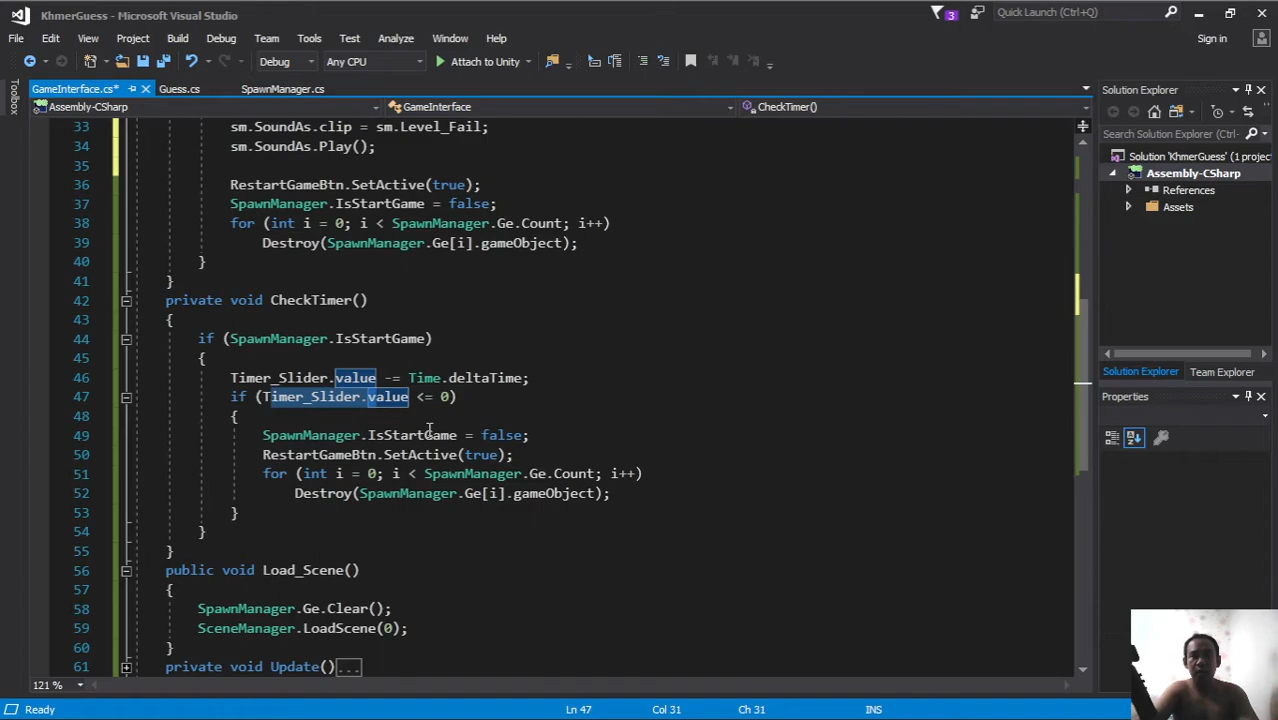 KhmerGuess - Microsoft Visual Studio
3
Quick Launch (Ctrl+Q)
File Edit View Project Build Debug Team Tools Test Analyze Window Help
Sign in
Debug
Any CPU
Attach to Unity
Toolbox
GameInterface.cs*
Guess.cs
SpawnManager.cs
Assembly-CSharp
GameInterface
CheckTimer()
33 sm.SoundAs.clip = sm.Level_Fail;
34 sm.SoundAs.Play();
35
36 RestartGameBtn.SetActive(true);
37 SpawnManager.IsStartGame = false;
38 for (int i = 0; i < SpawnManager.Ge.Count; i++)
39 Destroy(SpawnManager.Ge[i].gameObject);
40 }
41 }
42 private void CheckTimer()
43 {
44 if (SpawnManager.IsStartGame)
45 {
46 Timer_Slider.value -= Time.deltaTime;
47 if (Timer_Slider.value <= 0)
48 {
49 SpawnManager.IsStartGame = false;
50 RestartGameBtn.SetActive(true);
51 for (int i = 0; i < SpawnManager.Ge.Count; i++)
52 Destroy(SpawnManager.Ge[i].gameObject);
53 }
54 }
55 }
56 public void Load_Scene()
57 {
58 SpawnManager.Ge.Clear();
59 SceneManager.LoadScene(0);
60 }
61 private void Update()...
121 %
Solution Explorer
Search Solution Explorer (Ctrl+;)
Solution 'KhmerGuess' (1 projec
Assembly-CSharp
References
Assets
Solution Explorer
Team Explorer
Properties
Ready
Ln 47
Col 31
Ch 31
INS